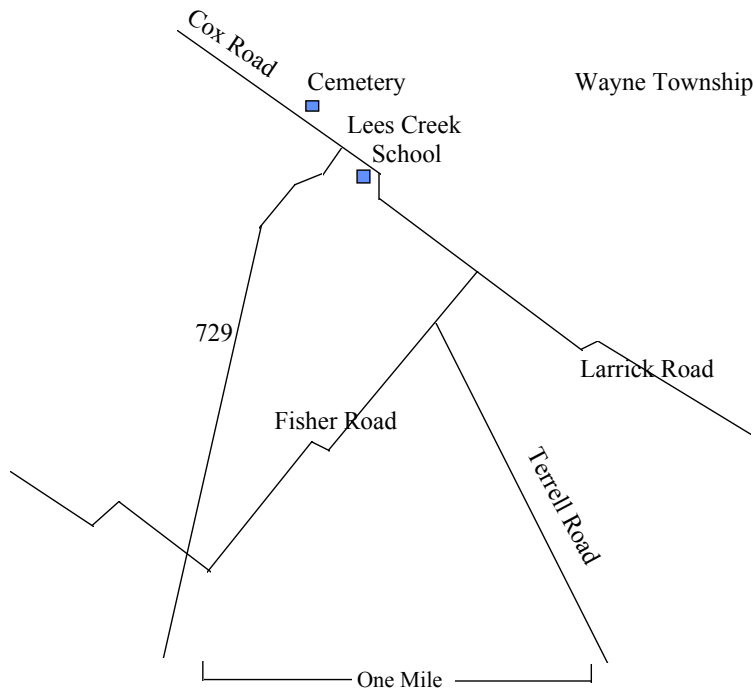 Cox Road
Cemetery
Wayne Township
Lees Creek
School
729
Larrick Road
Fisher Road
Terrell Road
One Mile